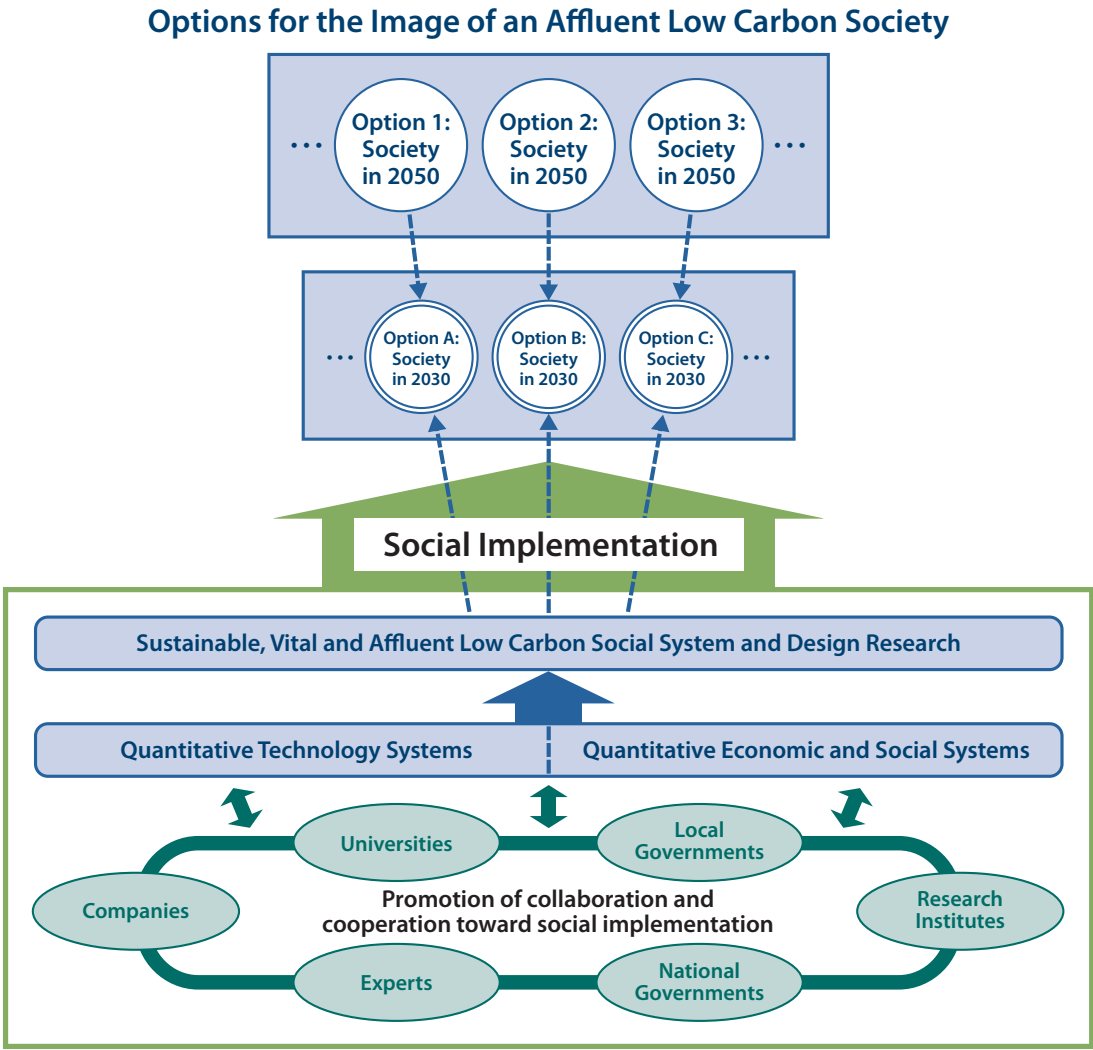 Options for the Image of an Affluent Low Carbon Society
... Option 1:
Society
in 2050
Option 2:
Society
in 2050
Option 3:
Society
in 2050 ...
... Option A:
Society
in 2030
Option B:
Society
in 2030
Option C:
Society
in 2030 ...
Social Implementation
Sustainable, Vital and Affluent Low Carbon Social System and Design Research
Quantitative Technology Systems
Quantitative Economic and Social Systems
Universities
Local
Governments
Companies
Promotion of collaboration and
cooperation toward social implementation
Research
Institutes
Experts
National
Governments